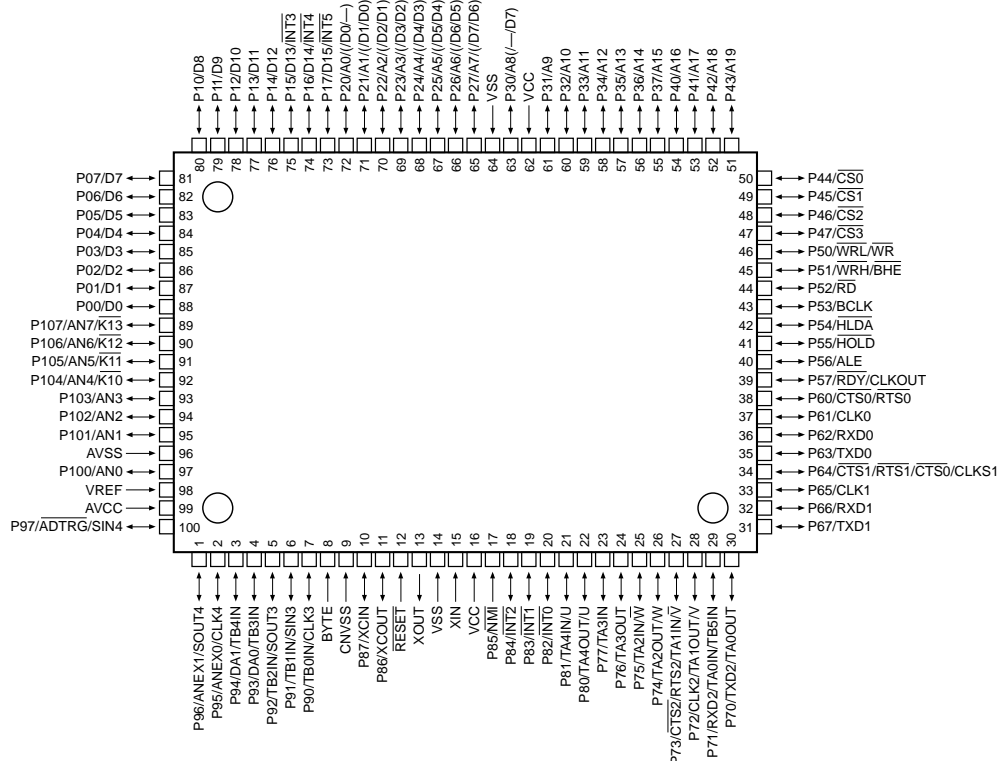 P10/D8
P11/D9
P12/D10
P13/D11
P14/D12
P15/D13/INT3
P16/D14/INT4
P17/D15/INT5
P20/A0/(/D0/—)
P21/A1/(/D1/D0)
P22/A2/(/D2/D1)
P23/A3/(/D3/D2)
P24/A4/(/D4/D3)
P25/A5/(/D5/D4)
P26/A6/(/D6/D5)
P27/A7/(/D7/D6)
VSS
P30/A8(/—/D7)
VCC
P31/A9
P32/A10
P33/A11
P34/A12
P35/A13
P36/A14
P37/A15
P40/A16
P41/A17
P42/A18
P43/A19
80 79 78 77 76 75 74 73 72 71 70 69 68 67 66 65 64 63 62 61 60 59 58 57 56 55 54 53 52 51
P07/D7 81
P06/D6 82
P05/D5 83
P04/D4 84
P03/D3 85
P02/D2 86
P01/D1 87
P00/D0 88
P107/AN7/K13 89
P106/AN6/K12 90
P105/AN5/K11 91
P104/AN4/K10 92
P103/AN3 93
P102/AN2 94
P101/AN1 95
AVSS 96
P100/AN0 97
VREF 98
AVCC 99
P97/ADTRG/SIN4 100
50 P44/CS0
49 P45/CS1
48 P46/CS2
47 P47/CS3
46 P50/WRL/WR
45 P51/WRH/BHE
44 P52/RD
43 P53/BCLK
42 P54/HLDA
41 P55/HOLD
40 P56/ALE
39 P57/RDY/CLKOUT
38 P60/CTS0/RTS0
37 P61/CLK0
36 P62/RXD0
35 P63/TXD0
34 P64/CTS1/RTS1/CTS0/CLKS1
33 P65/CLK1
32 P66/RXD1
31 P67/TXD1
1 2 3 4 5 6 7 8 9 10 11 12 13 14 15 16 17 18 19 20 21 22 23 24 25 26 27 28 29 30
P96/ANEX1/SOUT4
P95/ANEX0/CLK4
P94/DA1/TB4IN
P93/DA0/TB3IN
P92/TB2IN/SOUT3
P91/TB1IN/SIN3
P90/TB0IN/CLK3
BYTE
CNVSS
P87/XCIN
P86/XCOUT
RESET
XOUT
VSS
XIN
VCC
P85/NMI
P84/INT2
P83/INT1
P82/INT0
P81/TA4IN/U
P80/TA4OUT/U
P77/TA3IN
P76/TA3OUT
P75/TA2IN/W
P74/TA2OUT/W
P73/CTS2/RTS2/TA1IN/V
P72/CLK2/TA1OUT/V
P71/RXD2/TA0IN/TB5IN
P70/TXD2/TA0OUT